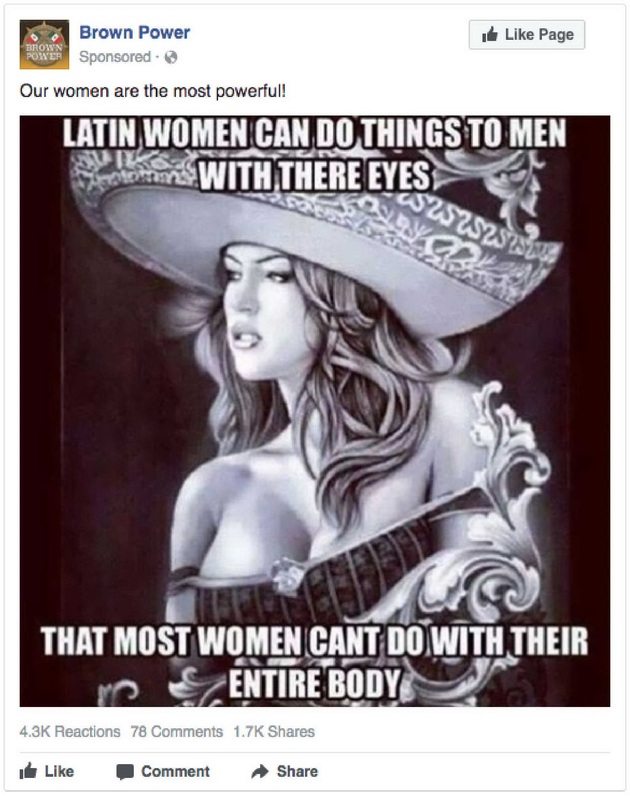 BROWN
POWER
Brown Power
Like Page
Sponsored ·
Our women are the most powerful!
LATIN WOMEN CAN DO THINGS TO MEN
WITH THERE EYES
THAT MOST WOMEN CANT DO WITH THEIR
ENTIRE BODY
4.3K Reactions 78 Comments 1.7K Shares
Like Comment Share